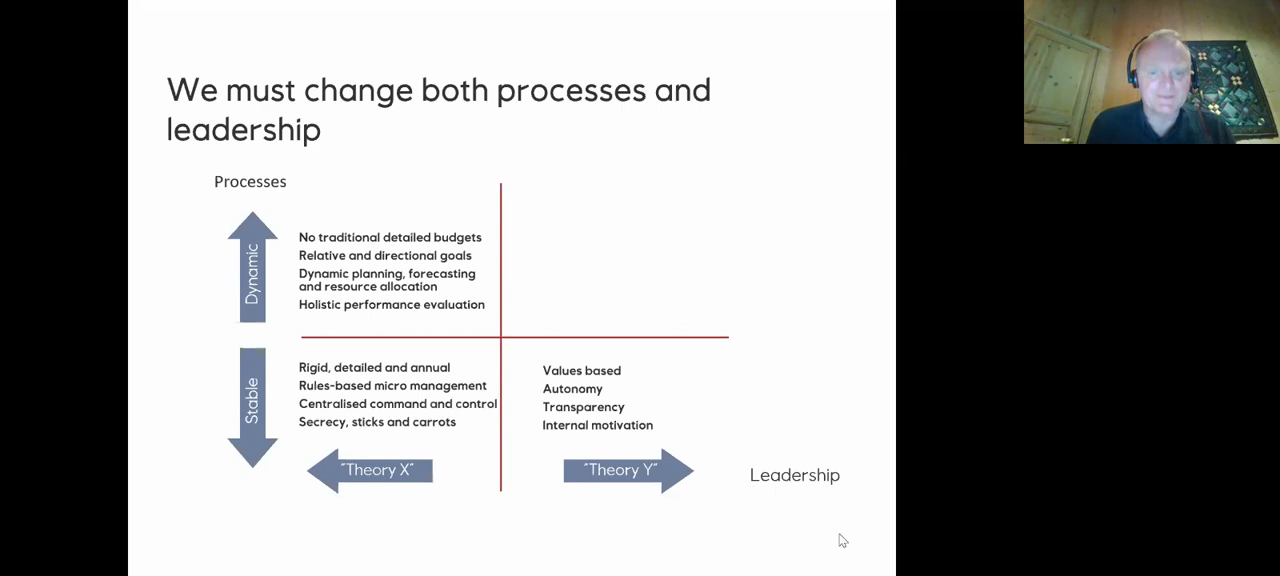 We must change both processes and
leadership
Processes
Dynamic
No traditional detailed budgets
Relative and directional goals
Dynamic planning, forecasting
and resource allocation
Holistic performance evaluation
Stable
Rigid, detailed and annual
Rules-based micro management
Centralised command and control
Secrecy, sticks and carrots
Values based
Autonomy
Transparency
Internal motivation
"Theory X"
"Theory Y"
Leadership